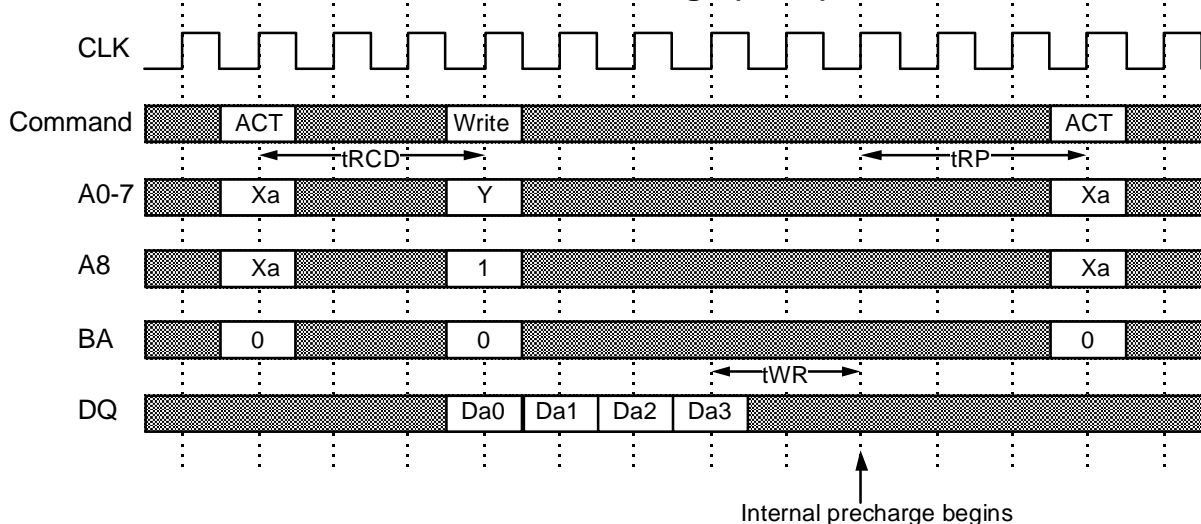 CLK
Command ACT Write ACT
tRCD tRP
A0-7 Xa Y Xa
A8 Xa 1 Xa
BA 0 0 0
tWR
DQ Da0 Da1 Da2 Da3
Internal precharge begins